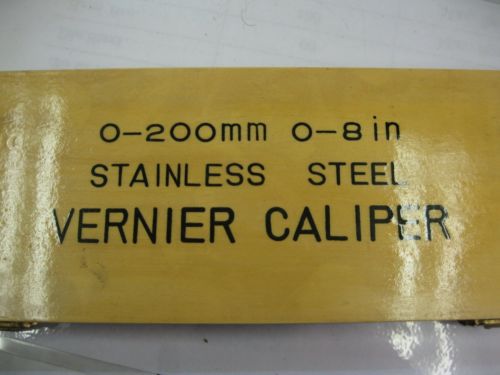 0-200mm 0-8in
STAINLESS STEEL
VERNIER CALIPER